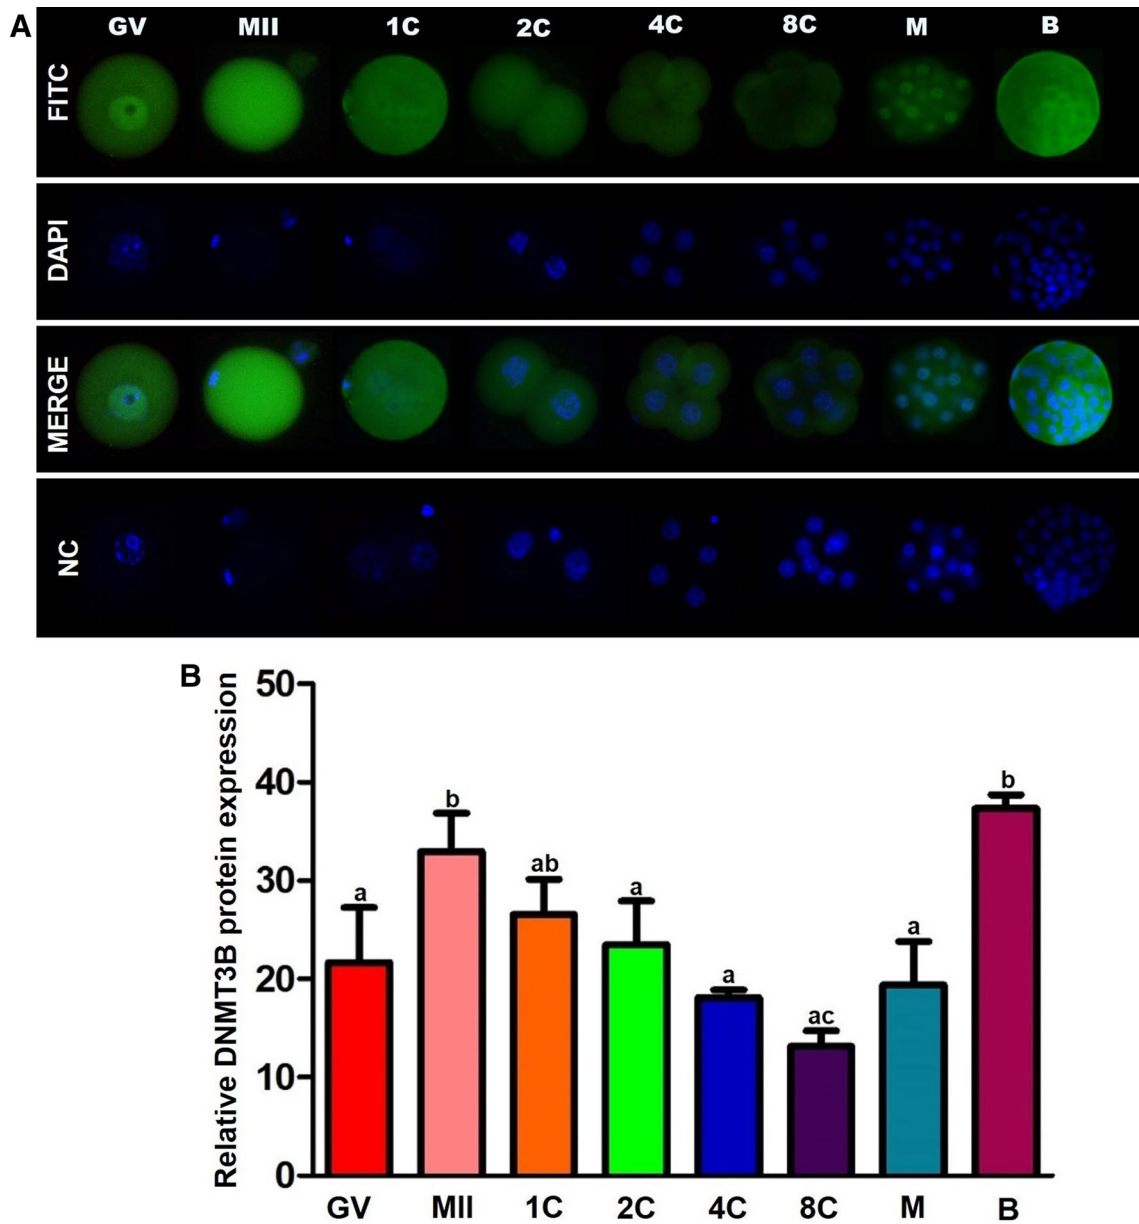 A
GV MII 1C 2C 4C 8C M B
FITC
DAPI
MERGE
NC
B
Relative DNMT3B protein expression
50
40
30
20
10
0
a b ab a a ac a b
GV MII 1C 2C 4C 8C M B